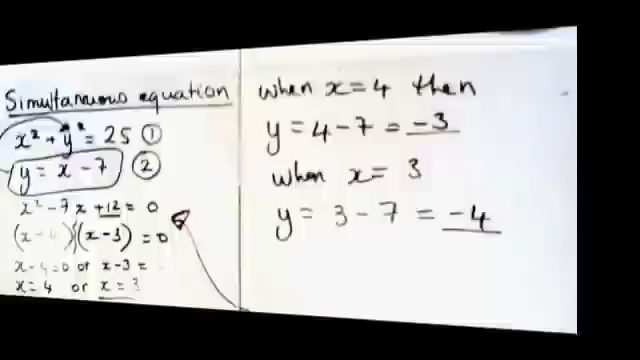 Simultaneous equation
x² + y² = 25 ①
y = x - 7 ②
x² - 7x + 12 = 0
(x - 4)(x - 3) = 0
x - 4 = 0 or x - 3 =
x = 4 or x = 3
when x = 4 then
y = 4 - 7 = -3
when x = 3
y = 3 - 7 = -4